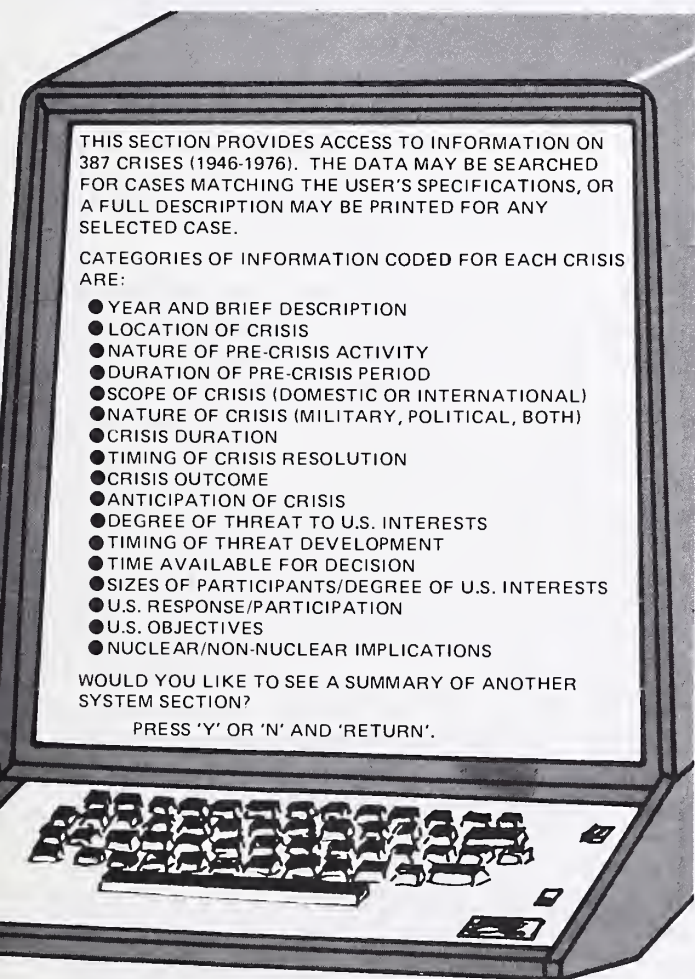 THIS SECTION PROVIDES ACCESS TO INFORMATION ON
387 CRISES (1946-1976). THE DATA MAY BE SEARCHED
FOR CASES MATCHING THE USER'S SPECIFICATIONS, OR
A FULL DESCRIPTION MAY BE PRINTED FOR ANY
SELECTED CASE.
CATEGORIES OF INFORMATION CODED FOR EACH CRISIS
ARE:
●YEAR AND BRIEF DESCRIPTION
●LOCATION OF CRISIS
●NATURE OF PRE-CRISIS ACTIVITY
●DURATION OF PRE-CRISIS PERIOD
●SCOPE OF CRISIS (DOMESTIC OR INTERNATIONAL)
●NATURE OF CRISIS (MILITARY, POLITICAL, BOTH)
●CRISIS DURATION
●TIMING OF CRISIS RESOLUTION
●CRISIS OUTCOME
●ANTICIPATION OF CRISIS
●DEGREE OF THREAT TO U.S. INTERESTS
●TIMING OF THREAT DEVELOPMENT
●TIME AVAILABLE FOR DECISION
●SIZES OF PARTICIPANTS/DEGREE OF U.S. INTERESTS
●U.S. RESPONSE/PARTICIPATION
●U.S. OBJECTIVES
●NUCLEAR/NON-NUCLEAR IMPLICATIONS
WOULD YOU LIKE TO SEE A SUMMARY OF ANOTHER
SYSTEM SECTION?
PRESS 'Y' OR 'N' AND 'RETURN'.